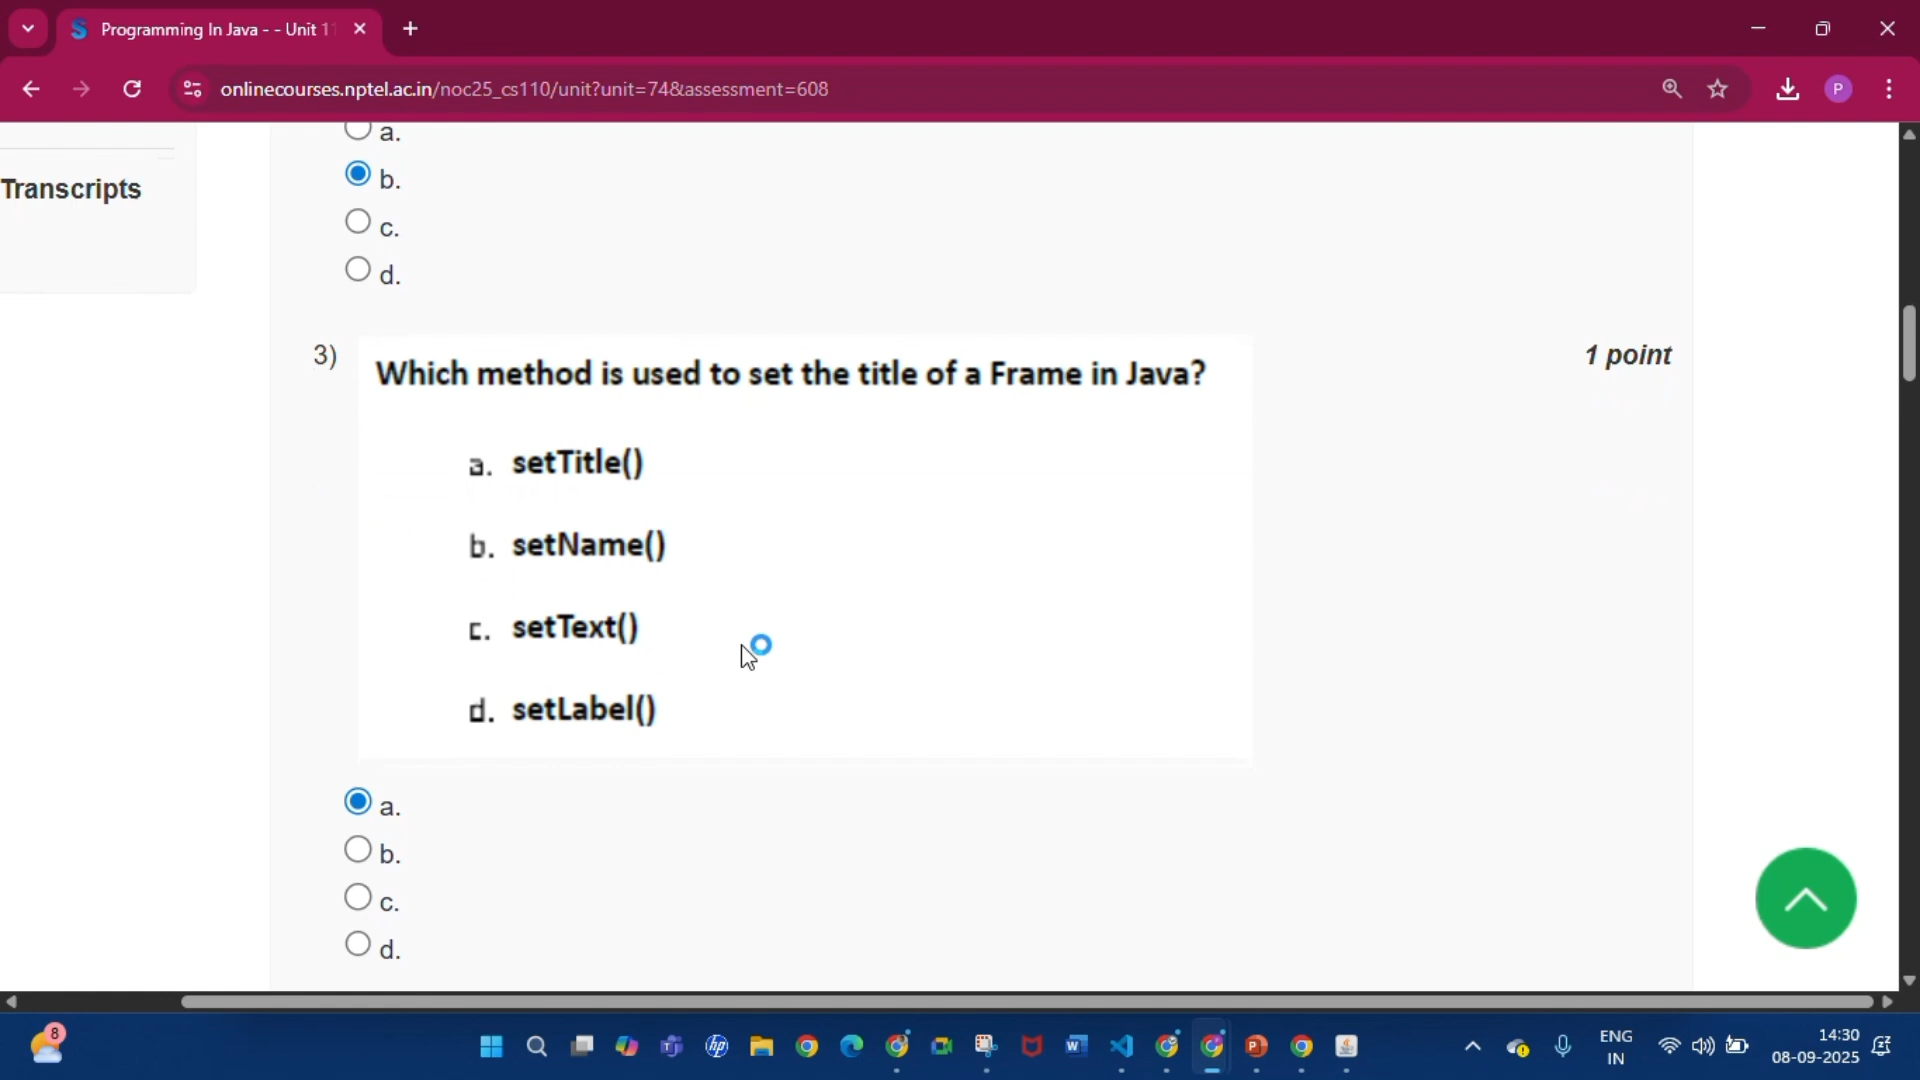 Programming In Java - - Unit 1
onlinecourses.nptel.ac.in/noc25_cs110/unit?unit=74&assessment=608
P
Transcripts
a.
b.
c.
d.
3)
Which method is used to set the title of a Frame in Java?
1 point
a. setTitle()
b. setName()
c. setText()
d. setLabel()
a.
b.
c.
d.
8
ENG
IN
14:30
08-09-2025